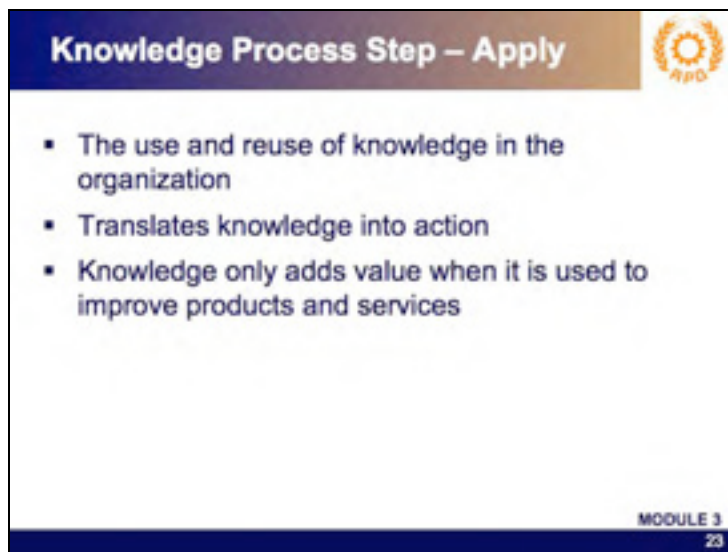 Knowledge Process Step – Apply
APO
▪ The use and reuse of knowledge in the
organization
▪ Translates knowledge into action
▪ Knowledge only adds value when it is used to
improve products and services
MODULE 3
23